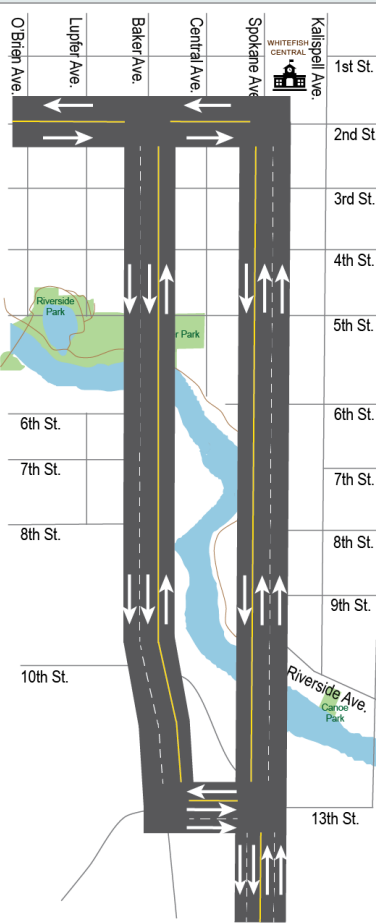 O'Brien Ave.
Lupfer Ave.
Baker Ave.
Central Ave.
Spokane Ave
Kalispell Ave.
WHITEFISH
CENTRAL
1st St.
2nd St
3rd St.
4th St.
Riverside
Park
r Park
5th St.
6th St.
6th St.
7th St.
7th St.
8th St.
8th St.
9th St.
10th St.
Riverside Ave.
Canoe
Park
13th St.